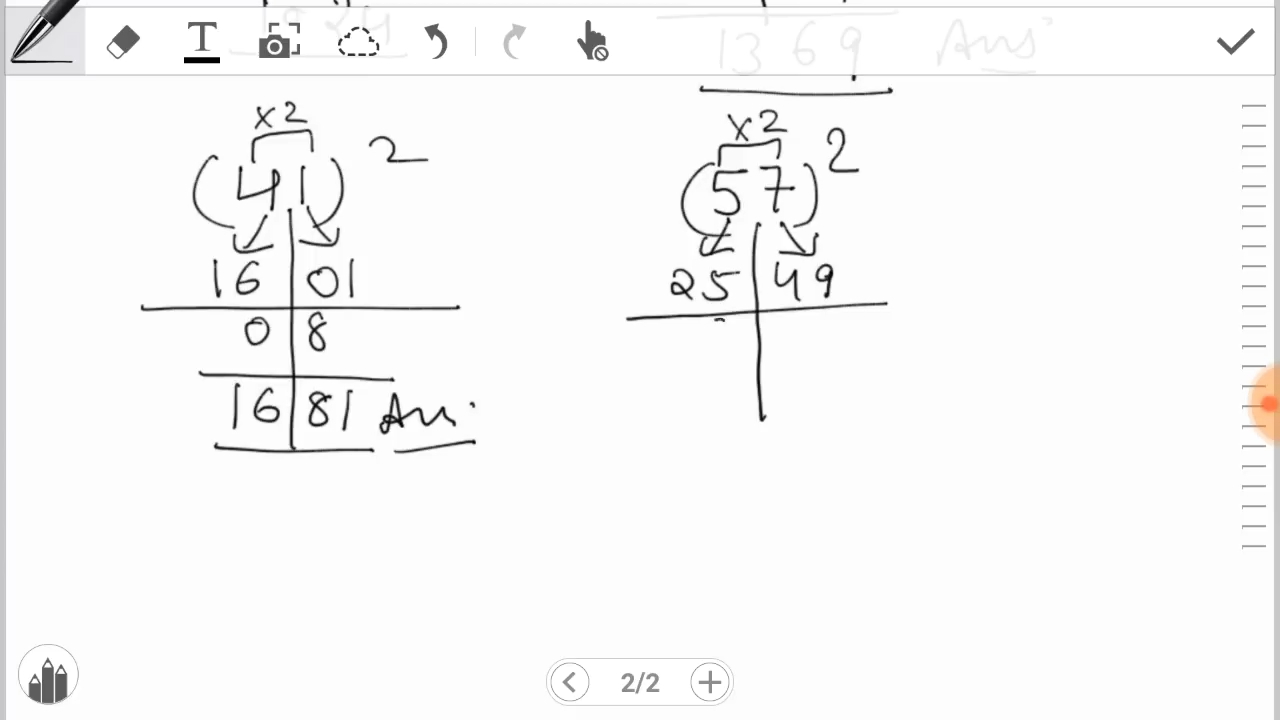 T
1369 Ans
x2
(41)2
16 | 01
0 | 8
16 | 81 Ans.
x2
(57)2
25 | 49
2/2